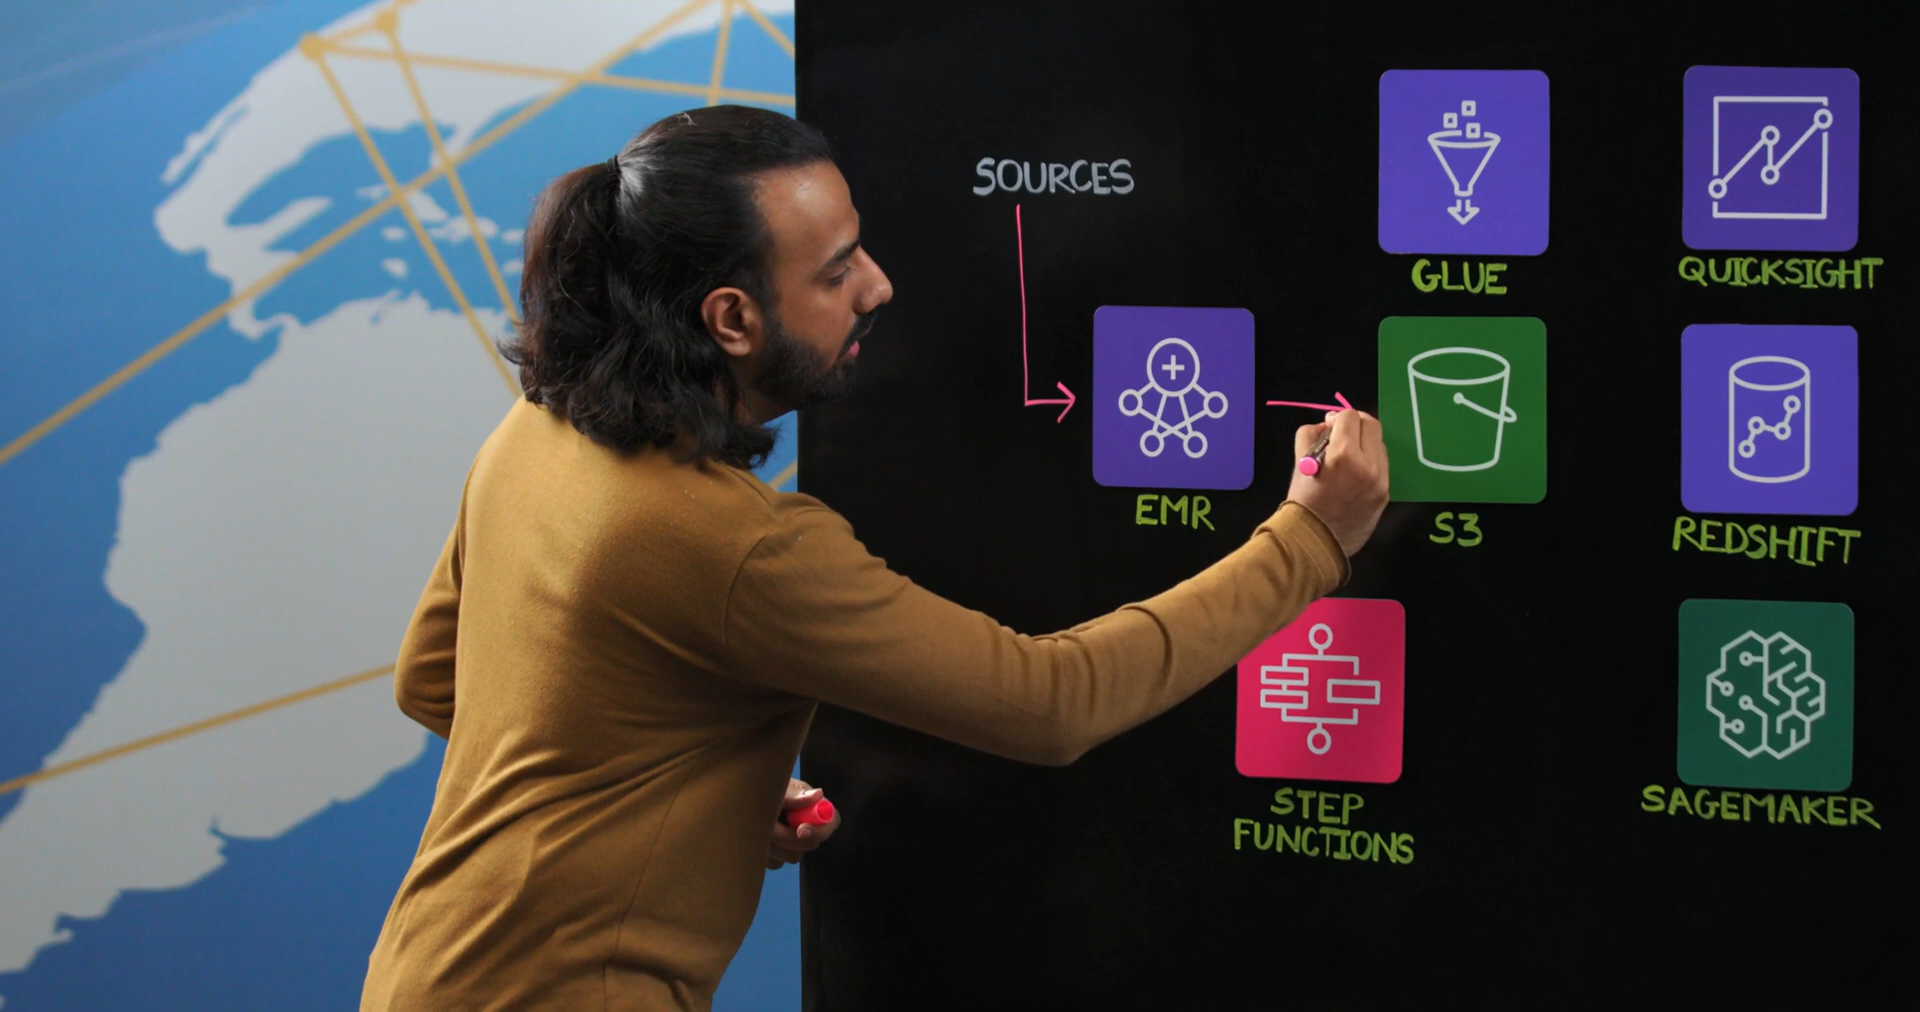 SOURCES
GLUE
QUICKSIGHT
EMR
S3
REDSHIFT
STEP
FUNCTIONS
SAGEMAKER